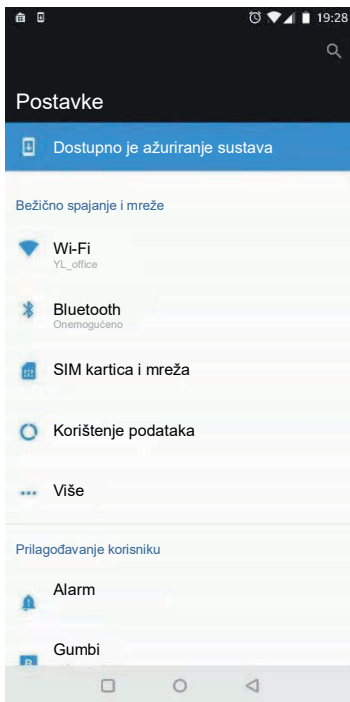 19:28
Postavke
Dostupno je ažuriranje sustava
Bežično spajanje i mreže
Wi-Fi
YL_office
Bluetooth
Onemogućeno
SIM kartica i mreža
Korištenje podataka
Više
Prilagođavanje korisniku
Alarm
Gumbi